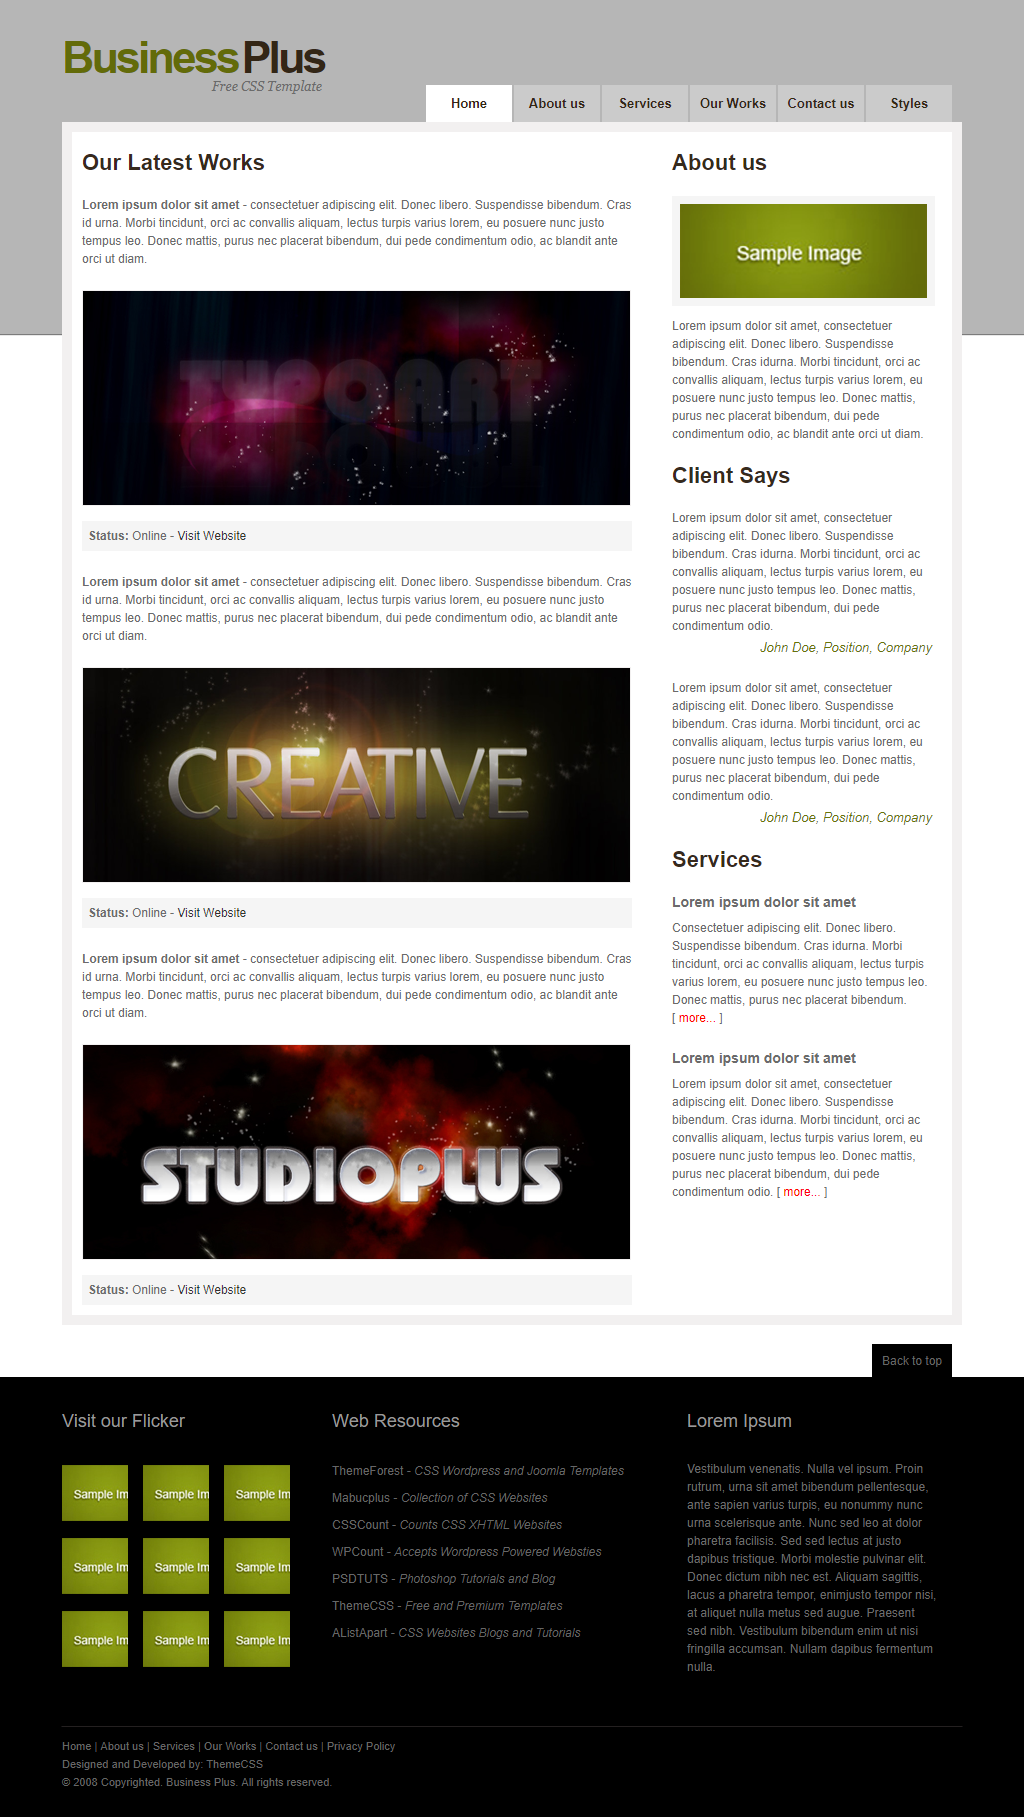 Business Plus
Free CSS Template
Home
About us
Services
Our Works
Contact us
Styles
Our Latest Works
Lorem ipsum dolor sit amet - consectetuer adipiscing elit. Donec libero. Suspendisse bibendum. Cras
id urna. Morbi tincidunt, orci ac convallis aliquam, lectus turpis varius lorem, eu posuere nunc justo
tempus leo. Donec mattis, purus nec placerat bibendum, dui pede condimentum odio, ac blandit ante
orci ut diam.
TYPOART
Status: Online - Visit Website
Lorem ipsum dolor sit amet - consectetuer adipiscing elit. Donec libero. Suspendisse bibendum. Cras
id urna. Morbi tincidunt, orci ac convallis aliquam, lectus turpis varius lorem, eu posuere nunc justo
tempus leo. Donec mattis, purus nec placerat bibendum, dui pede condimentum odio, ac blandit ante
orci ut diam.
CREATIVE
Status: Online - Visit Website
Lorem ipsum dolor sit amet - consectetuer adipiscing elit. Donec libero. Suspendisse bibendum. Cras
id urna. Morbi tincidunt, orci ac convallis aliquam, lectus turpis varius lorem, eu posuere nunc justo
tempus leo. Donec mattis, purus nec placerat bibendum, dui pede condimentum odio, ac blandit ante
orci ut diam.
STUDIOPLUS
Status: Online - Visit Website
About us
Sample Image
Lorem ipsum dolor sit amet, consectetuer
adipiscing elit. Donec libero. Suspendisse
bibendum. Cras idurna. Morbi tincidunt, orci ac
convallis aliquam, lectus turpis varius lorem, eu
posuere nunc justo tempus leo. Donec mattis,
purus nec placerat bibendum, dui pede
condimentum odio, ac blandit ante orci ut diam.
Client Says
Lorem ipsum dolor sit amet, consectetuer
adipiscing elit. Donec libero. Suspendisse
bibendum. Cras idurna. Morbi tincidunt, orci ac
convallis aliquam, lectus turpis varius lorem, eu
posuere nunc justo tempus leo. Donec mattis,
purus nec placerat bibendum, dui pede
condimentum odio.
John Doe, Position, Company
Lorem ipsum dolor sit amet, consectetuer
adipiscing elit. Donec libero. Suspendisse
bibendum. Cras idurna. Morbi tincidunt, orci ac
convallis aliquam, lectus turpis varius lorem, eu
posuere nunc justo tempus leo. Donec mattis,
purus nec placerat bibendum, dui pede
condimentum odio.
John Doe, Position, Company
Services
Lorem ipsum dolor sit amet
Consectetuer adipiscing elit. Donec libero.
Suspendisse bibendum. Cras idurna. Morbi
tincidunt, orci ac convallis aliquam, lectus turpis
varius lorem, eu posuere nunc justo tempus leo.
Donec mattis, purus nec placerat bibendum.
[ more... ]
Lorem ipsum dolor sit amet
Lorem ipsum dolor sit amet, consectetuer
adipiscing elit. Donec libero. Suspendisse
bibendum. Cras idurna. Morbi tincidunt, orci ac
convallis aliquam, lectus turpis varius lorem, eu
posuere nunc justo tempus leo. Donec mattis,
purus nec placerat bibendum, dui pede
condimentum odio. [ more... ]
Back to top
Visit our Flicker
Sample Im
Sample Im
Sample Im
Sample Im
Sample Im
Sample Im
Sample Im
Sample Im
Sample Im
Web Resources
ThemeForest - CSS Wordpress and Joomla Templates
Mabucplus - Collection of CSS Websites
CSSCount - Counts CSS XHTML Websites
WPCount - Accepts Wordpress Powered Websties
PSDTUTS - Photoshop Tutorials and Blog
ThemeCSS - Free and Premium Templates
AListApart - CSS Websites Blogs and Tutorials
Lorem Ipsum
Vestibulum venenatis. Nulla vel ipsum. Proin
rutrum, urna sit amet bibendum pellentesque,
ante sapien varius turpis, eu nonummy nunc
urna scelerisque ante. Nunc sed leo at dolor
pharetra facilisis. Sed sed lectus at justo
dapibus tristique. Morbi molestie pulvinar elit.
Donec dictum nibh nec est. Aliquam sagittis,
lacus a pharetra tempor, enimjusto tempor nisi,
at aliquet nulla metus sed augue. Praesent
sed nibh. Vestibulum bibendum enim ut nisi
fringilla accumsan. Nullam dapibus fermentum
nulla.
Home | About us | Services | Our Works | Contact us | Privacy Policy
Designed and Developed by: ThemeCSS
© 2008 Copyrighted. Business Plus. All rights reserved.